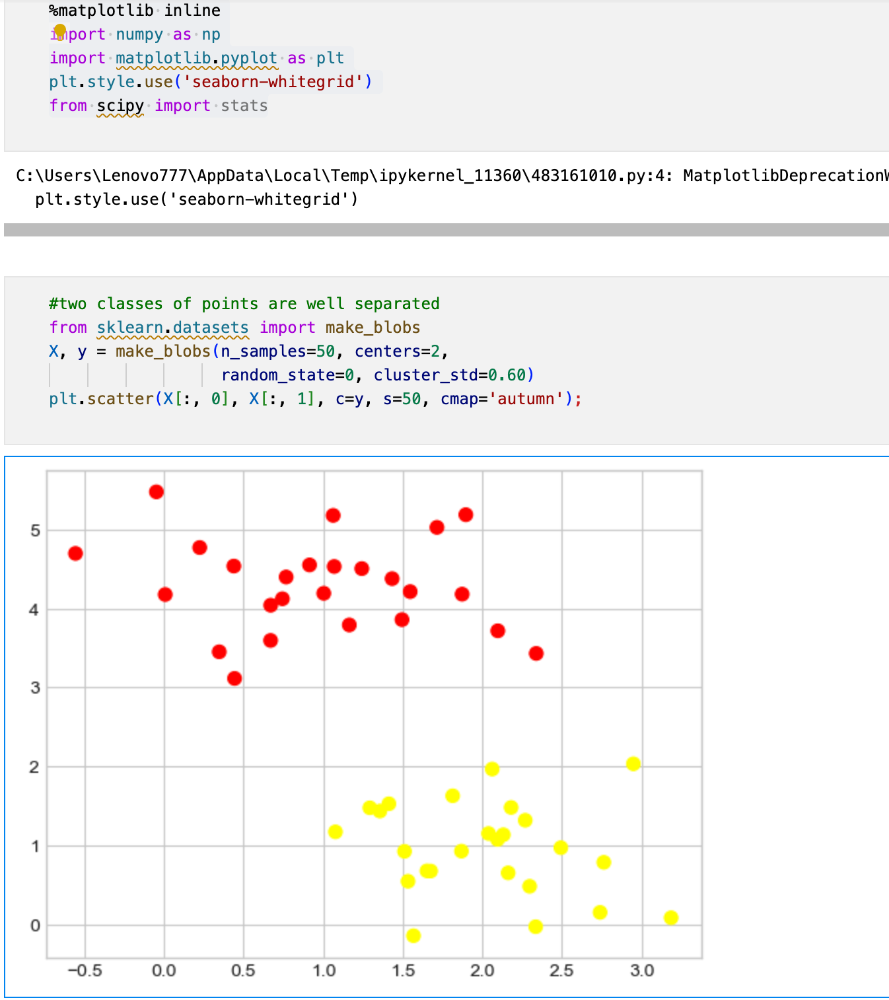 %matplotlib inline
import numpy as np
import matplotlib.pyplot as plt
plt.style.use('seaborn-whitegrid')
from scipy import stats
C:\Users\Lenovo777\AppData\Local\Temp\ipykernel_11360\483161010.py:4: MatplotlibDeprecationW
plt.style.use('seaborn-whitegrid')
#two classes of points are well separated
from sklearn.datasets import make_blobs
X, y = make_blobs(n_samples=50, centers=2,
random_state=0, cluster_std=0.60)
plt.scatter(X[:, 0], X[:, 1], c=y, s=50, cmap='autumn');
5
4
3
2
1
0
−0.5 0.0 0.5 1.0 1.5 2.0 2.5 3.0